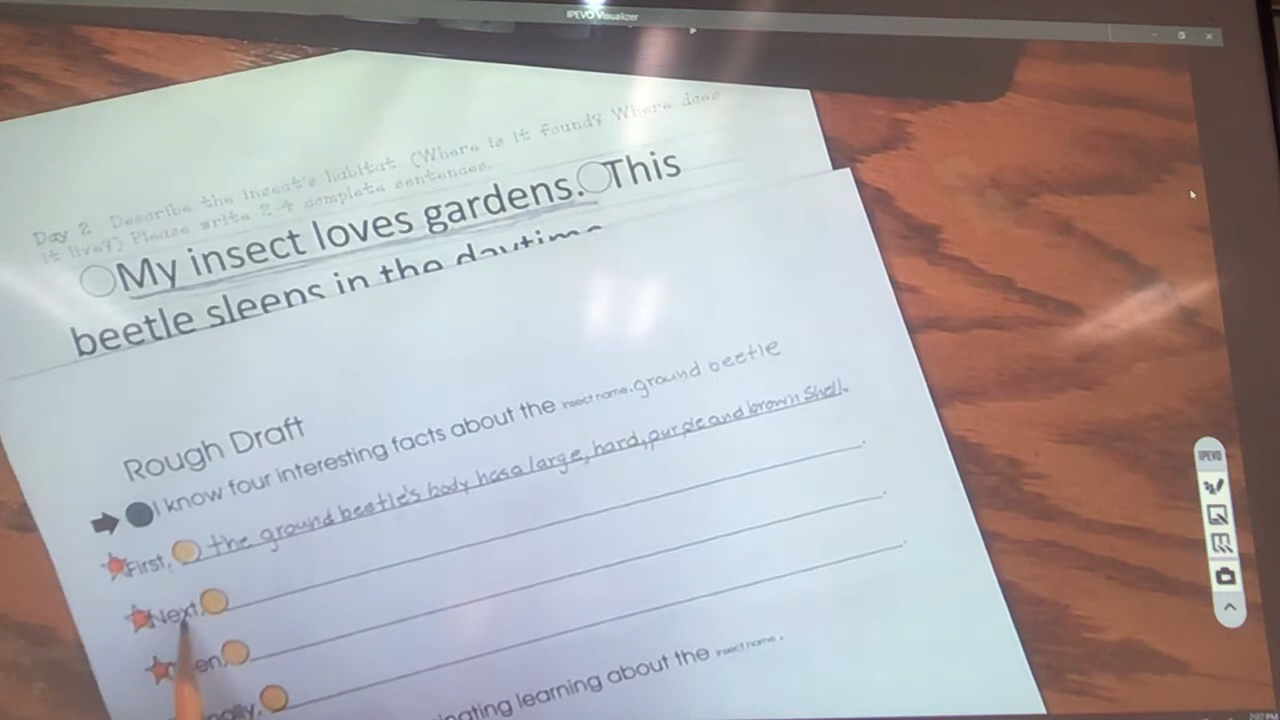 IPEVO Visualizer
Day 2 Describe the insect's habitat (Where is it found? Where does
it live?) Please write 2-4 complete sentences.
My insect loves gardens. This
beetle sleeps in the daytime
Rough Draft
I know four interesting facts about the insect name. ground beetle
First, the ground beetle's body has a large, hard, purple and brown shell.
Next,
en,
ally,
nating learning about the insect name.
IPEVO